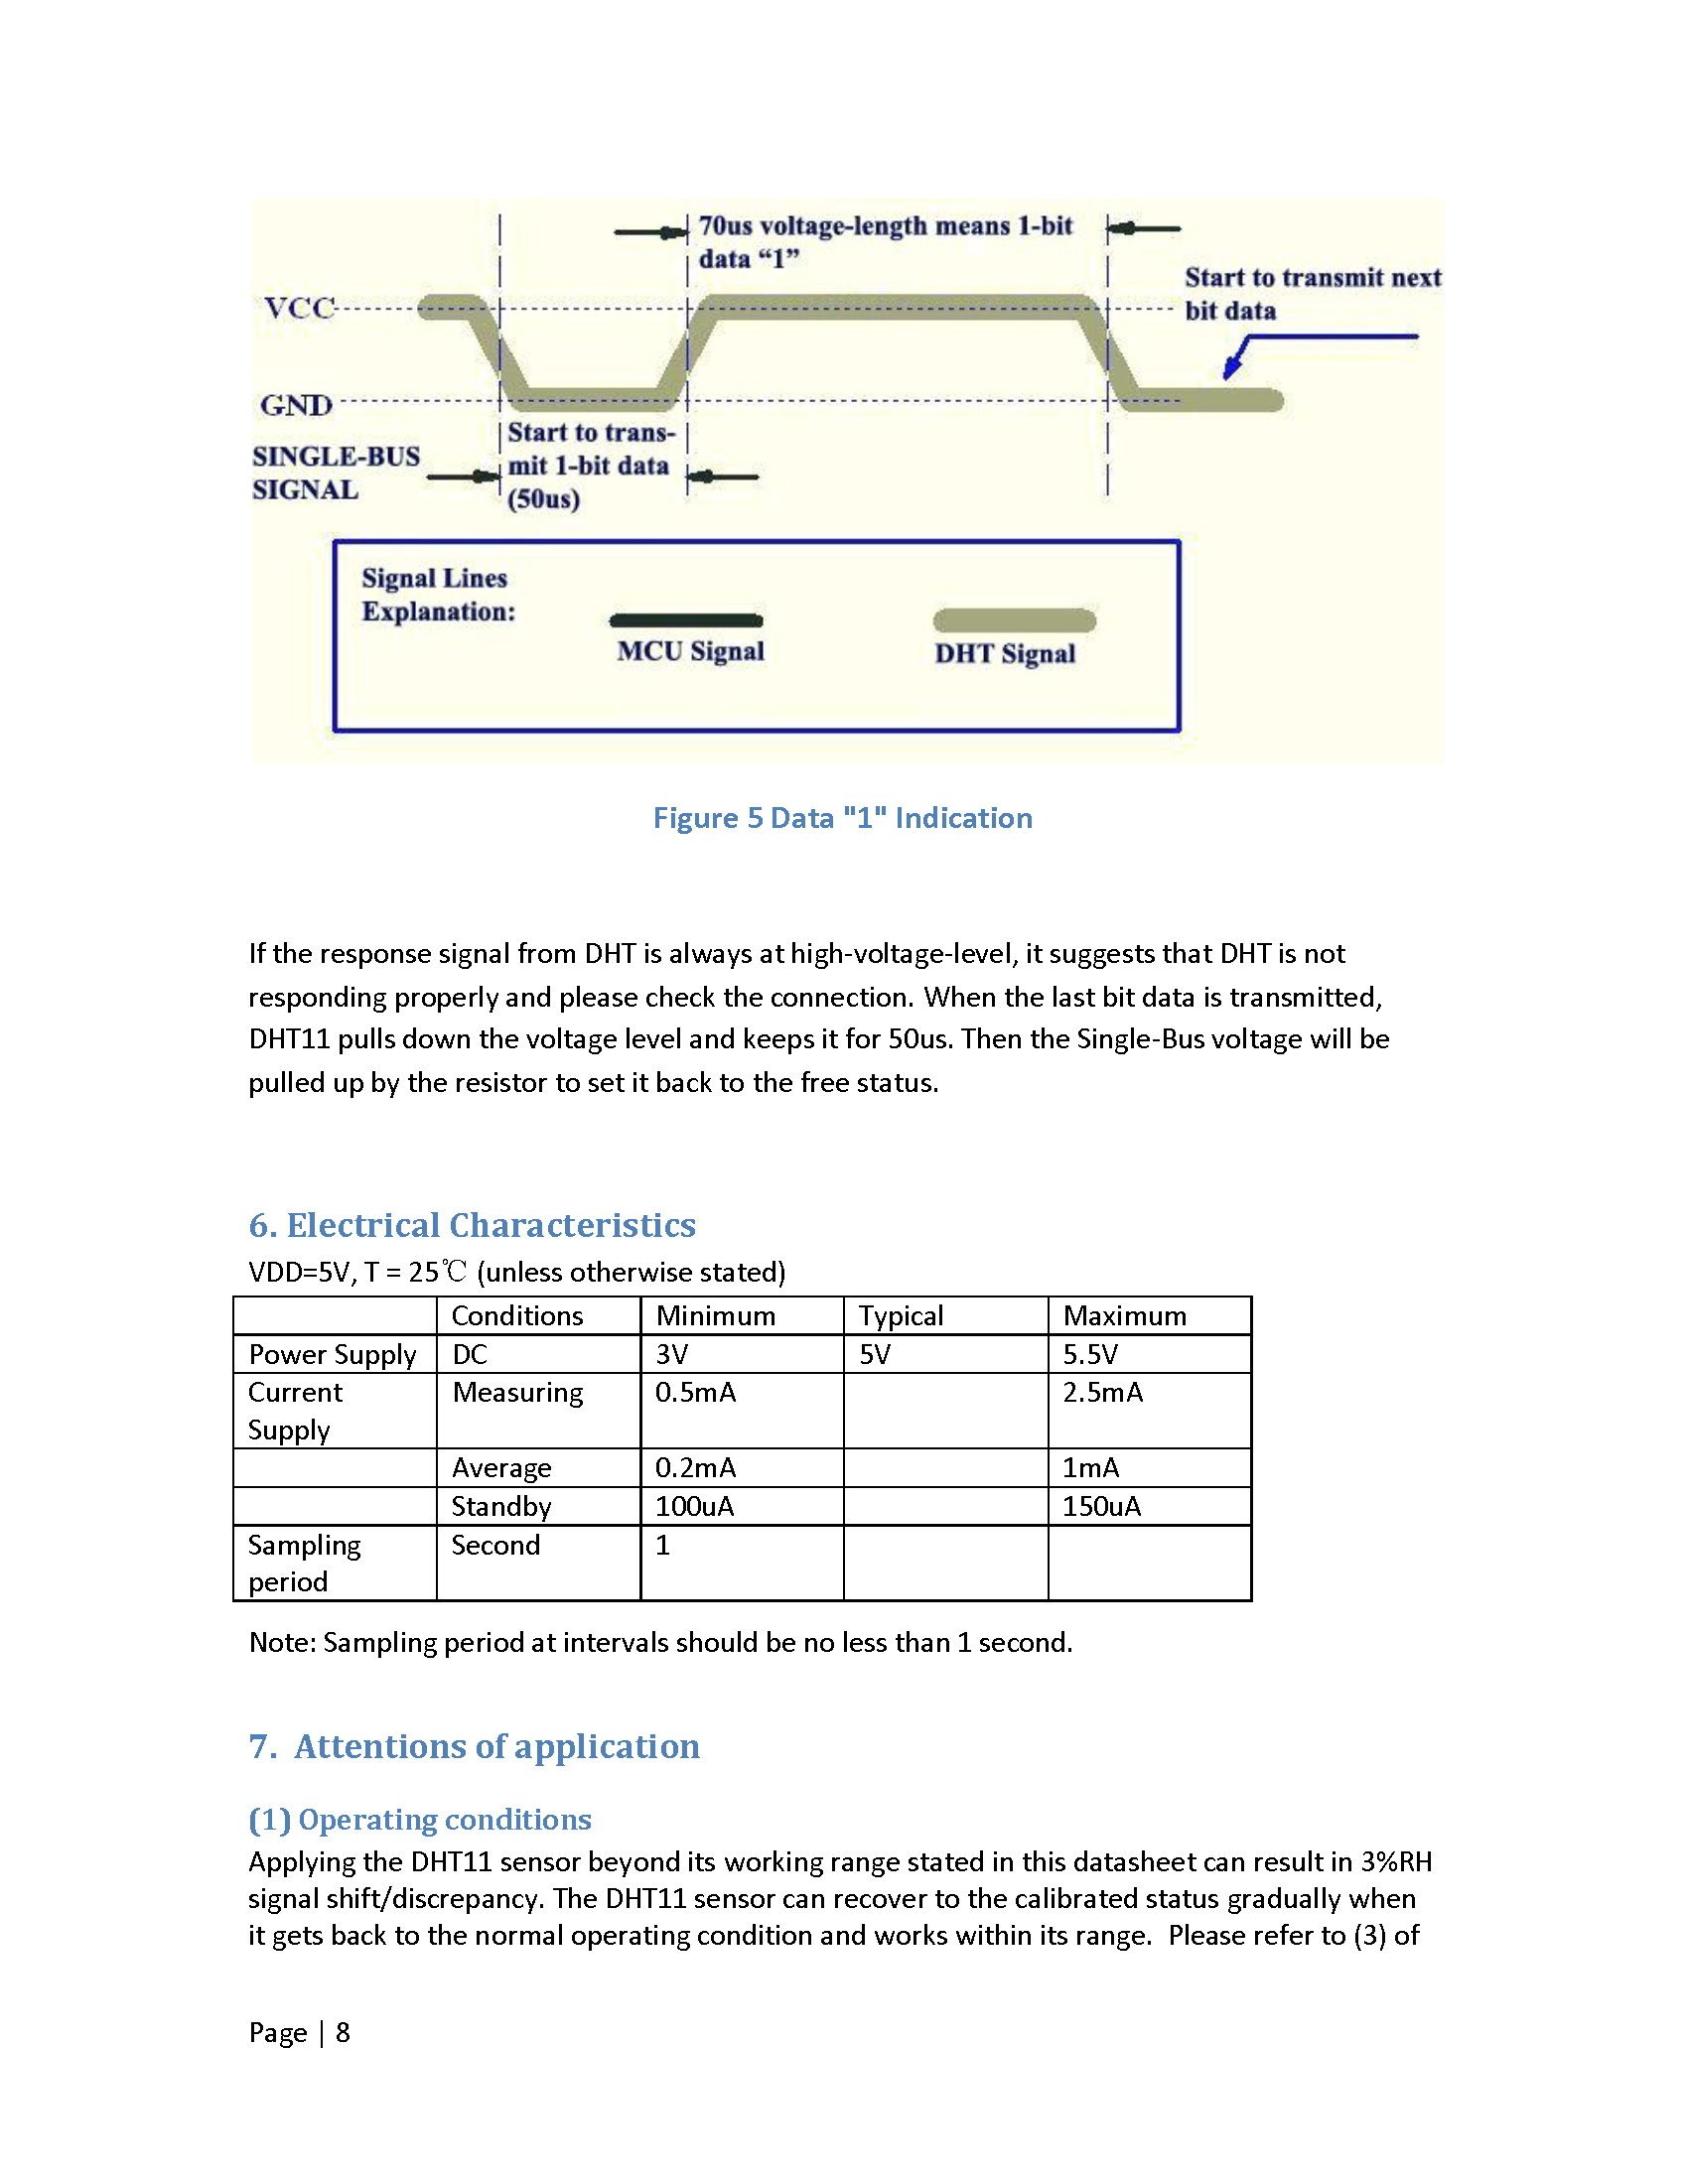 70us voltage-length means 1-bit
data “1”
Start to transmit next
bit data
VCC
GND
SINGLE-BUS
SIGNAL
Start to trans-
mit 1-bit data
(50us)
Signal Lines
Explanation:
MCU Signal
DHT Signal
Figure 5 Data "1" Indication
If the response signal from DHT is always at high-voltage-level, it suggests that DHT is not
responding properly and please check the connection. When the last bit data is transmitted,
DHT11 pulls down the voltage level and keeps it for 50us. Then the Single-Bus voltage will be
pulled up by the resistor to set it back to the free status.
6. Electrical Characteristics
VDD=5V, T = 25℃ (unless otherwise stated)
Conditions Minimum Typical Maximum
Power Supply DC 3V 5V 5.5V
Current Measuring 0.5mA 2.5mA
Supply
Average 0.2mA 1mA
Standby 100uA 150uA
Sampling Second 1
period
Note: Sampling period at intervals should be no less than 1 second.
7. Attentions of application
(1) Operating conditions
Applying the DHT11 sensor beyond its working range stated in this datasheet can result in 3%RH
signal shift/discrepancy. The DHT11 sensor can recover to the calibrated status gradually when
it gets back to the normal operating condition and works within its range. Please refer to (3) of
Page | 8